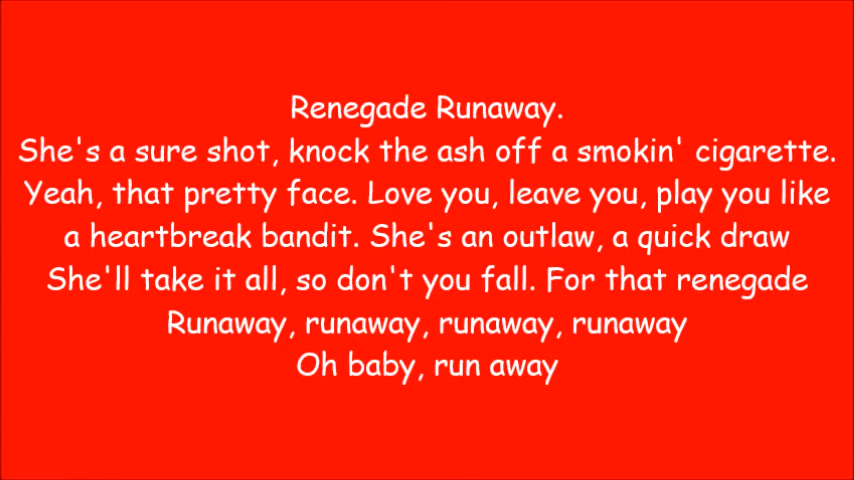 Renegade Runaway.
She's a sure shot, knock the ash off a smokin' cigarette.
Yeah, that pretty face. Love you, leave you, play you like
a heartbreak bandit. She's an outlaw, a quick draw
She'll take it all, so don't you fall. For that renegade
Runaway, runaway, runaway, runaway
Oh baby, run away